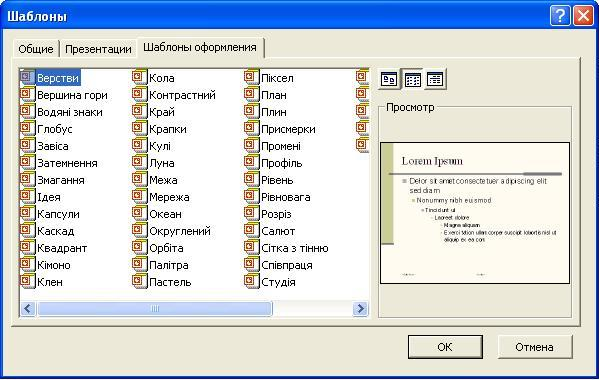 Шаблоны
Общие
Презентации
Шаблоны оформления
Верстви
Вершина гори
Водяні знаки
Глобус
Завіса
Затемнення
Змагання
Ідея
Капсули
Каскад
Квадрант
Кімоно
Клен
Кола
Контрастний
Край
Крапки
Кулі
Луна
Межа
Мережа
Океан
Округлений
Орбіта
Палітра
Пастель
Піксел
План
Плин
Присмерки
Промені
Профіль
Рівень
Рівновага
Розріз
Салют
Сітка з тінню
Співпраця
Студія
Просмотр
Lorem Ipsum
Delor sit amet consectetuer adipiscing elit
sed diam
Nonummy nibh euismod
Tincidunt ut
Laoreet dolore
Magna aliquam
Exerci tation ullamcorper suscipit lobortis nisl ut
aliquip ex ea com
ОК
Отмена